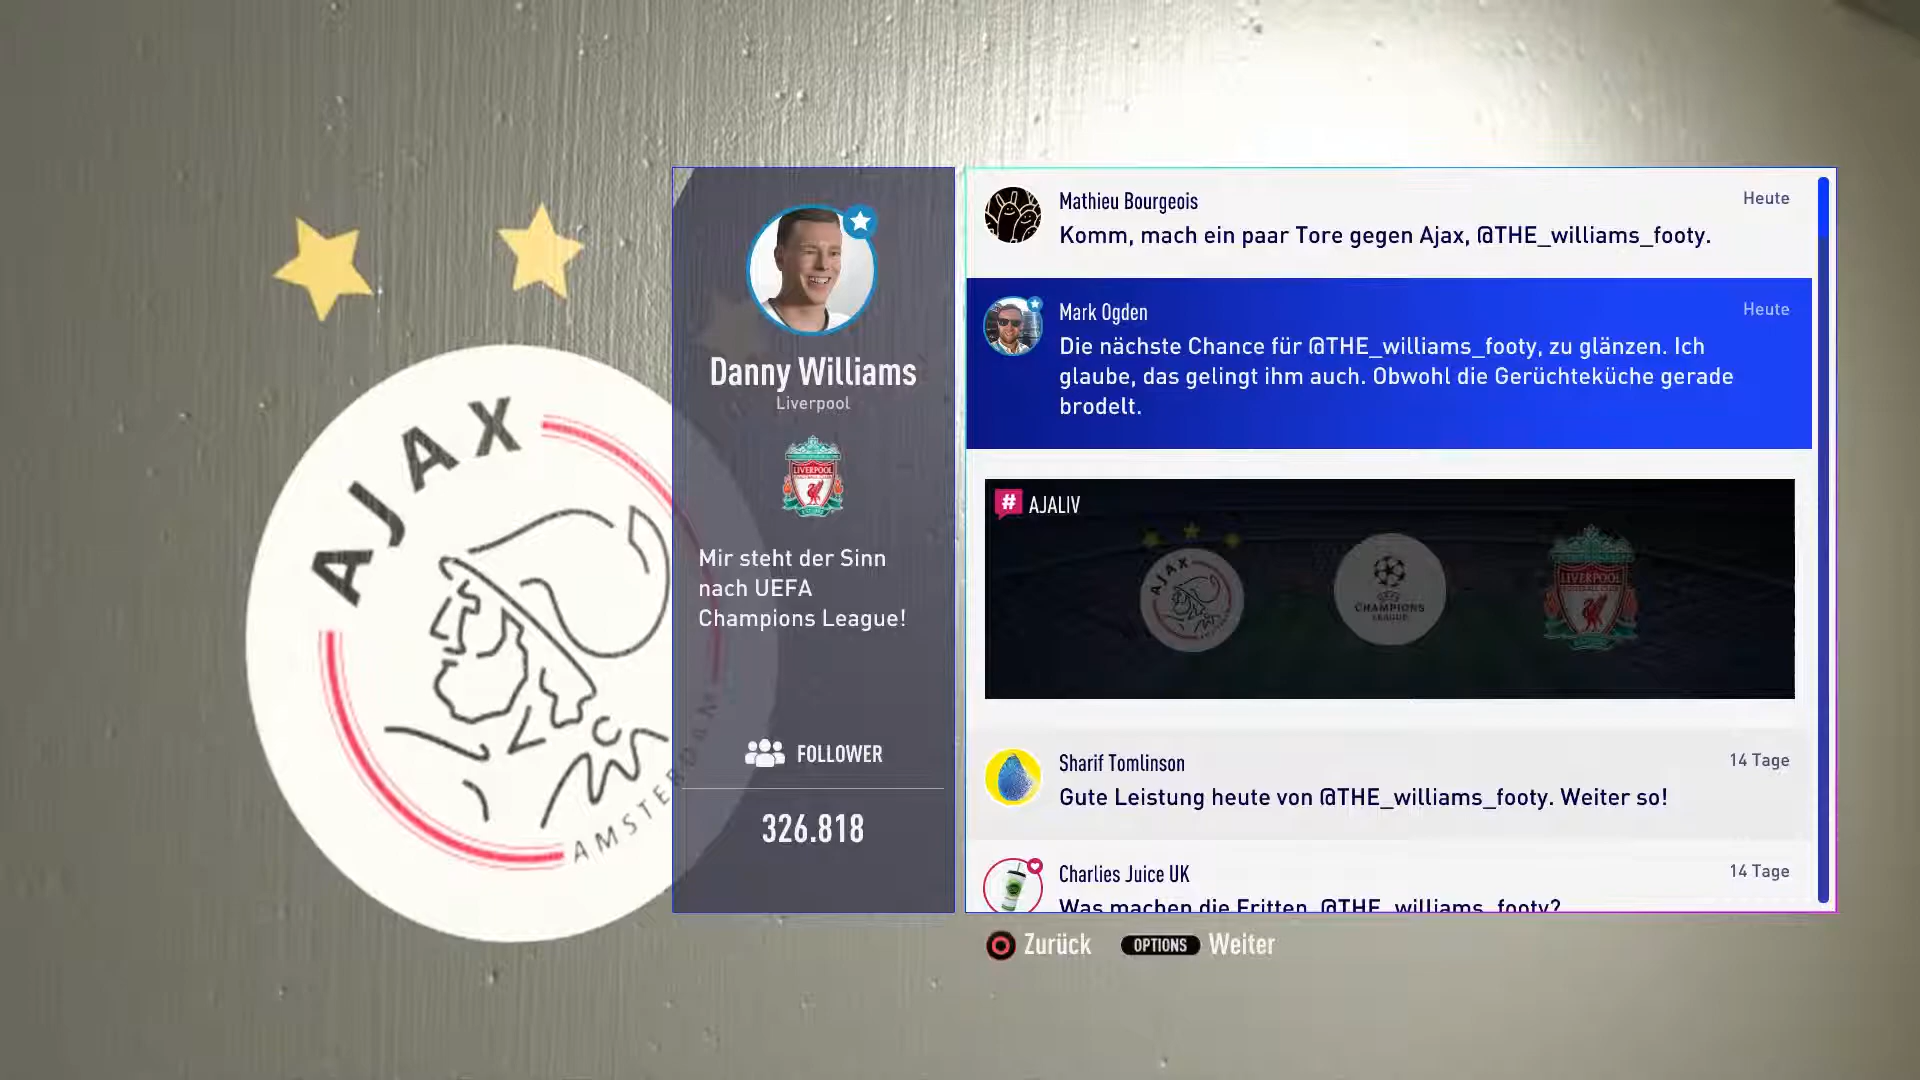 AJAX
AMSTERDAM
Danny Williams
Liverpool
LIVERPOOL
Mir steht der Sinn
nach UEFA
Champions League!
FOLLOWER
326.818
Mathieu Bourgeois
Heute
Komm, mach ein paar Tore gegen Ajax, @THE_williams_footy.
Mark Ogden
Heute
Die nächste Chance für @THE_williams_footy, zu glänzen. Ich
glaube, das gelingt ihm auch. Obwohl die Gerüchteküche gerade
brodelt.
# AJALIV
AJAX
UEFA
CHAMPIONS
LEAGUE
LIVERPOOL
FOOTBALL CLUB
Sharif Tomlinson
14 Tage
Gute Leistung heute von @THE_williams_footy. Weiter so!
Charlies Juice UK
14 Tage
Was machen die Fritten, @THE_williams_footy?
Zurück
OPTIONS Weiter